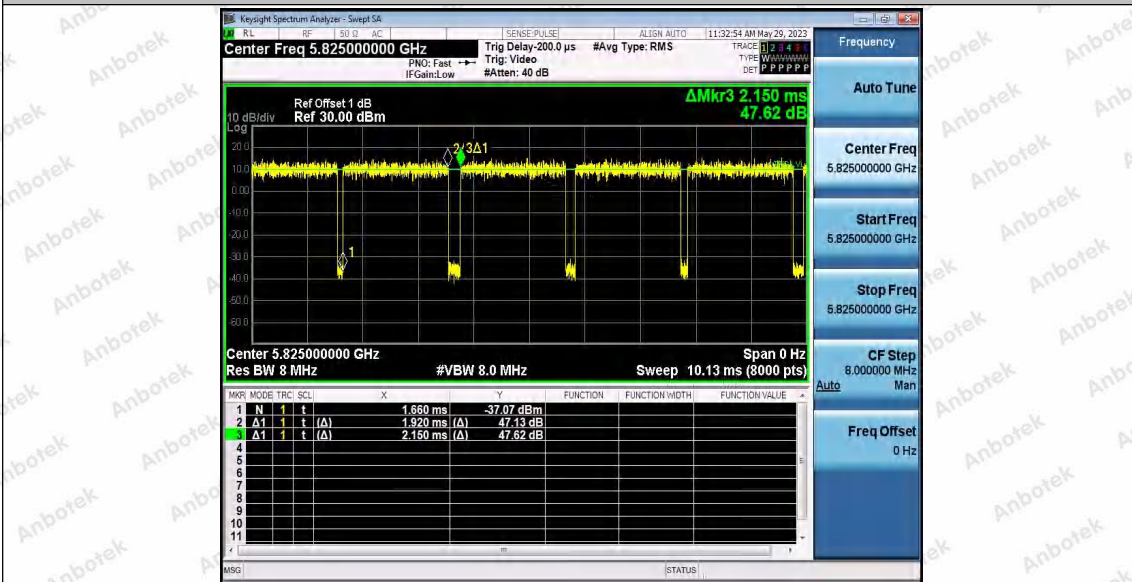 Keysight Spectrum Analyzer - Swept SA
RL RF 50 Ω AC SENSE:PULSE ALIGN AUTO 11:32:54 AM May 29, 2023
Center Freq 5.825000000 GHz
PNO: Fast
IFGain:Low
Trig Delay-200.0 µs
Trig: Video
#Atten: 40 dB
#Avg Type: RMS
TRACE 1 2 3 4 5 6
TYPE WWWWWW
DET P P P P P P
Frequency
Auto Tune
Center Freq
5.825000000 GHz
Start Freq
5.825000000 GHz
Stop Freq
5.825000000 GHz
CF Step
8.000000 MHz
Auto Man
Freq Offset
0 Hz
ΔMkr3 2.150 ms
47.62 dB
Ref Offset 1 dB
10 dB/div Ref 30.00 dBm
Log
20.0
10.0
0.00
-10.0
-20.0
-30.0
-40.0
-50.0
-60.0
2 3Δ1
1
Center 5.825000000 GHz Span 0 Hz
Res BW 8 MHz #VBW 8.0 MHz Sweep 10.13 ms (8000 pts)
MKR MODE TRC SCL X Y FUNCTION FUNCTION WIDTH FUNCTION VALUE
1 N 1 t 1.660 ms -37.07 dBm
2 Δ1 1 t (Δ) 1.920 ms (Δ) 47.13 dB
3 Δ1 1 t (Δ) 2.150 ms (Δ) 47.62 dB
4
5
6
7
8
9
10
11
MSG STATUS
Anbotek